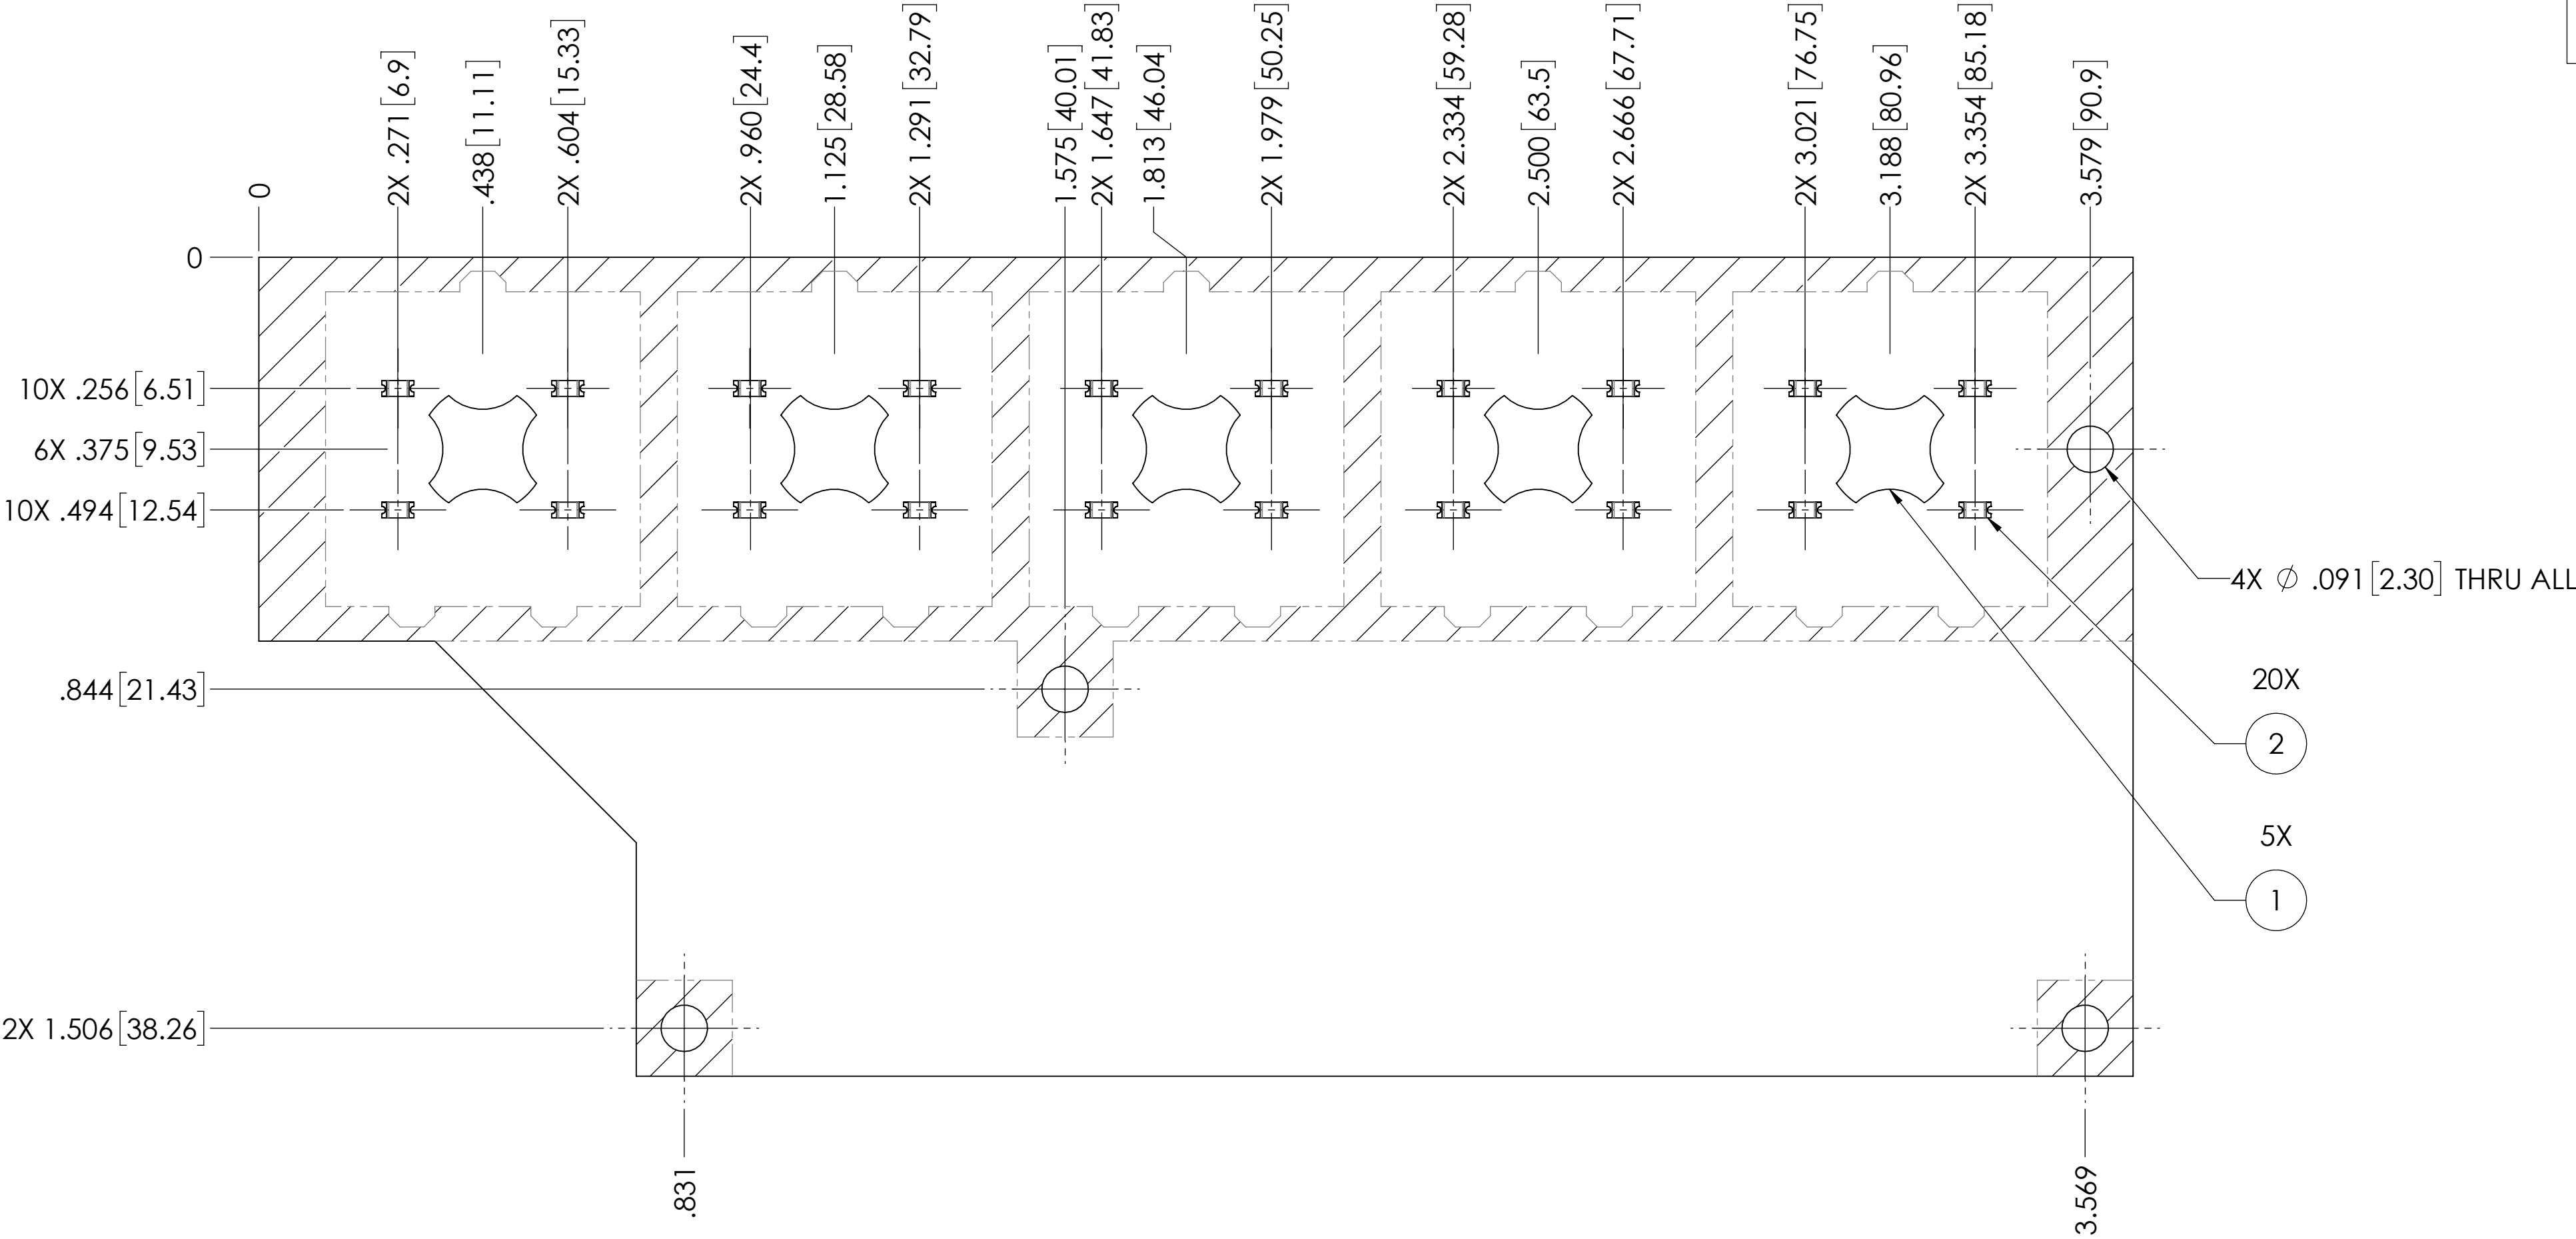 0
2X .271[6.9]
.438[11.11]
2X .604[15.33]
2X .960[24.4]
1.125[28.58]
2X 1.291[32.79]
1.575[40.01]
2X 1.647[41.83]
1.813[46.04]
2X 1.979[50.25]
2X 2.334[59.28]
2.500[63.5]
2X 2.666[67.71]
2X 3.021[76.75]
3.188[80.96]
2X 3.354[85.18]
3.579[90.9]
0
10X .256[6.51]
6X .375[9.53]
10X .494[12.54]
4X ∅ .091[2.30] THRU ALL
.844[21.43]
20X
2
5X
1
2X 1.506[38.26]
.831
3.569